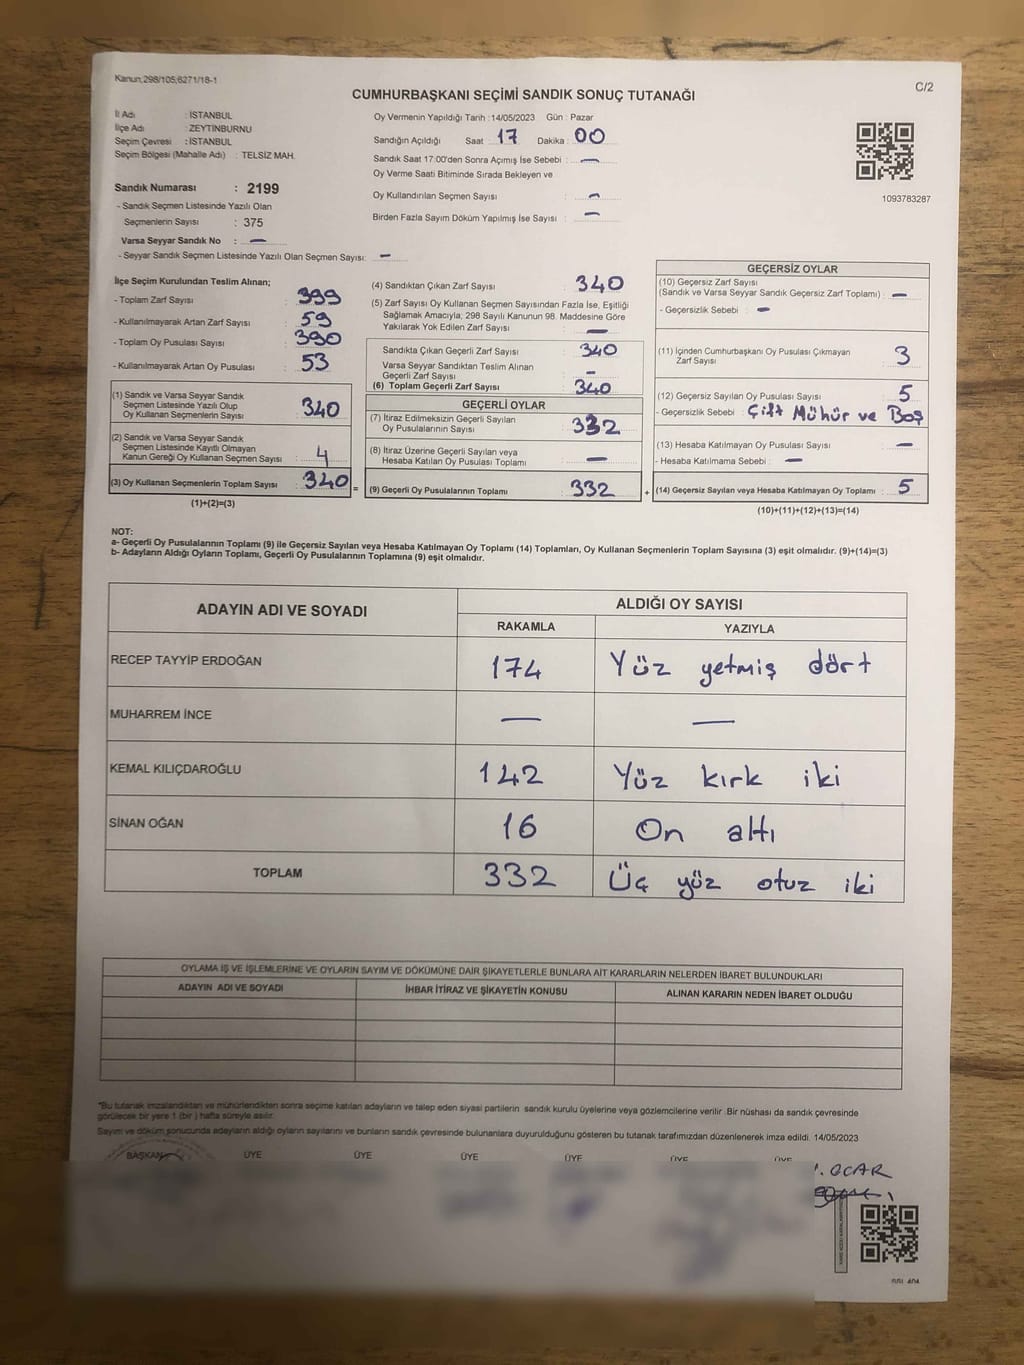 Kanun;298/105;6271/18-1
C/2
CUMHURBAŞKANI SEÇİMİ SANDIK SONUÇ TUTANAĞI
İl Adı : İSTANBUL
İlçe Adı : ZEYTİNBURNU
Seçim Çevresi : İSTANBUL
Seçim Bölgesi (Mahalle Adı) : TELSİZ MAH.
Sandık Numarası : 2199
- Sandık Seçmen Listesinde Yazılı Olan
Seçmenlerin Sayısı : 375
Varsa Seyyar Sandık No : —
- Seyyar Sandık Seçmen Listesinde Yazılı Olan Seçmen Sayısı: —
Oy Vermenin Yapıldığı Tarih :14/05/2023 Gün : Pazar
Sandığın Açıldığı Saat 17 Dakika : 00
Sandık Saat 17:00'den Sonra Açımış İse Sebebi : —
Oy Verme Saati Bitiminde Sırada Bekleyen ve
Oy Kullandırılan Seçmen Sayısı : —
Birden Fazla Sayım Döküm Yapılmış İse Sayısı : —
1093783287
İlçe Seçim Kurulundan Teslim Alınan;
- Toplam Zarf Sayısı : 399
- Kullanılmayarak Artan Zarf Sayısı : 59
- Toplam Oy Pusulası Sayısı : 390
- Kullanılmayarak Artan Oy Pusulası : 53
(1) Sandık ve Varsa Seyyar Sandık
Seçmen Listesinde Yazılı Olup
Oy Kullanan Seçmenlerin Sayısı : 340
(2) Sandık ve Varsa Seyyar Sandık
Seçmen Listesinde Kayıtlı Olmayan
Kanun Gereği Oy Kullanan Seçmen Sayısı : 4
(3) Oy Kullanan Seçmenlerin Toplam Sayısı : 340 =
(1)+(2)=(3)
(4) Sandıktan Çıkan Zarf Sayısı : 340
(5) Zarf Sayısı Oy Kullanan Seçmen Sayısından Fazla İse, Eşitliği
Sağlamak Amacıyla, 298 Sayılı Kanunun 98. Maddesine Göre
Yakılarak Yok Edilen Zarf Sayısı : —
Sandıkta Çıkan Geçerli Zarf Sayısı : 340
Varsa Seyyar Sandıktan Teslim Alınan
Geçerli Zarf Sayısı : —
(6) Toplam Geçerli Zarf Sayısı : 340
GEÇERLİ OYLAR
(7) İtiraz Edilmeksizin Geçerli Sayılan
Oy Pusulalarının Sayısı : 332
(8) İtiraz Üzerine Geçerli Sayılan veya
Hesaba Katılan Oy Pusulası Toplamı : —
(9) Geçerli Oy Pusulalarının Toplamı : 332 +
GEÇERSİZ OYLAR
(10) Geçersiz Zarf Sayısı
(Sandık ve Varsa Seyyar Sandık Geçersiz Zarf Toplamı) : —
- Geçersizlik Sebebi : —
(11) İçinden Cumhurbaşkanı Oy Pusulası Çıkmayan
Zarf Sayısı : 3
(12) Geçersiz Sayılan Oy Pusulası Sayısı : 5
- Geçersizlik Sebebi : Çift Mühür ve Boş
(13) Hesaba Katılmayan Oy Pusulası Sayısı : —
- Hesaba Katılmama Sebebi : —
(14) Geçersiz Sayılan veya Hesaba Katılmayan Oy Toplamı : 5
(10)+(11)+(12)+(13)=(14)
NOT:
a- Geçerli Oy Pusulalarının Toplamı (9) ile Geçersiz Sayılan veya Hesaba Katılmayan Oy Toplamı (14) Toplamları, Oy Kullanan Seçmenlerin Toplam Sayısına (3) eşit olmalıdır. (9)+(14)=(3)
b- Adayların Aldığı Oyların Toplamı, Geçerli Oy Pusulalarının Toplamına (9) eşit olmalıdır.
ADAYIN ADI VE SOYADI ALDIĞI OY SAYISI
RAKAMLA YAZIYLA
RECEP TAYYİP ERDOĞAN 174 Yüz yetmiş dört
MUHARREM İNCE — —
KEMAL KILIÇDAROĞLU 142 Yüz kırk iki
SİNAN OĞAN 16 On altı
TOPLAM 332 Üç yüz otuz iki
OYLAMA İŞ VE İŞLEMLERİNE VE OYLARIN SAYIM VE DÖKÜMÜNE DAİR ŞİKAYETLERLE BUNLARA AİT KARARLARIN NELERDEN İBARET BULUNDUKLARI
ADAYIN ADI VE SOYADI İHBAR İTİRAZ VE ŞİKAYETİN KONUSU ALINAN KARARIN NEDEN İBARET OLDUĞU
*Bu tutanak imzalandıktan ve mühürlendikten sonra seçime katılan adayların ve talep eden siyasi partilerin sandık kurulu üyelerine veya gözlemcilerine verilir. Bir nüshası da sandık çevresinde
görülecek bir yere 1 (bir ) hafta süreyle asılır.
Sayım ve döküm sonucunda adayların aldığı oyların sayılarını ve bunların sandık çevresinde bulunanlara duyurulduğunu gösteren bu tutanak tarafımızdan düzenlenerek imza edildi. 14/05/2023
BAŞKAN ÜYE ÜYE ÜYE ÜYE ÜYE ÜYE
OCAR